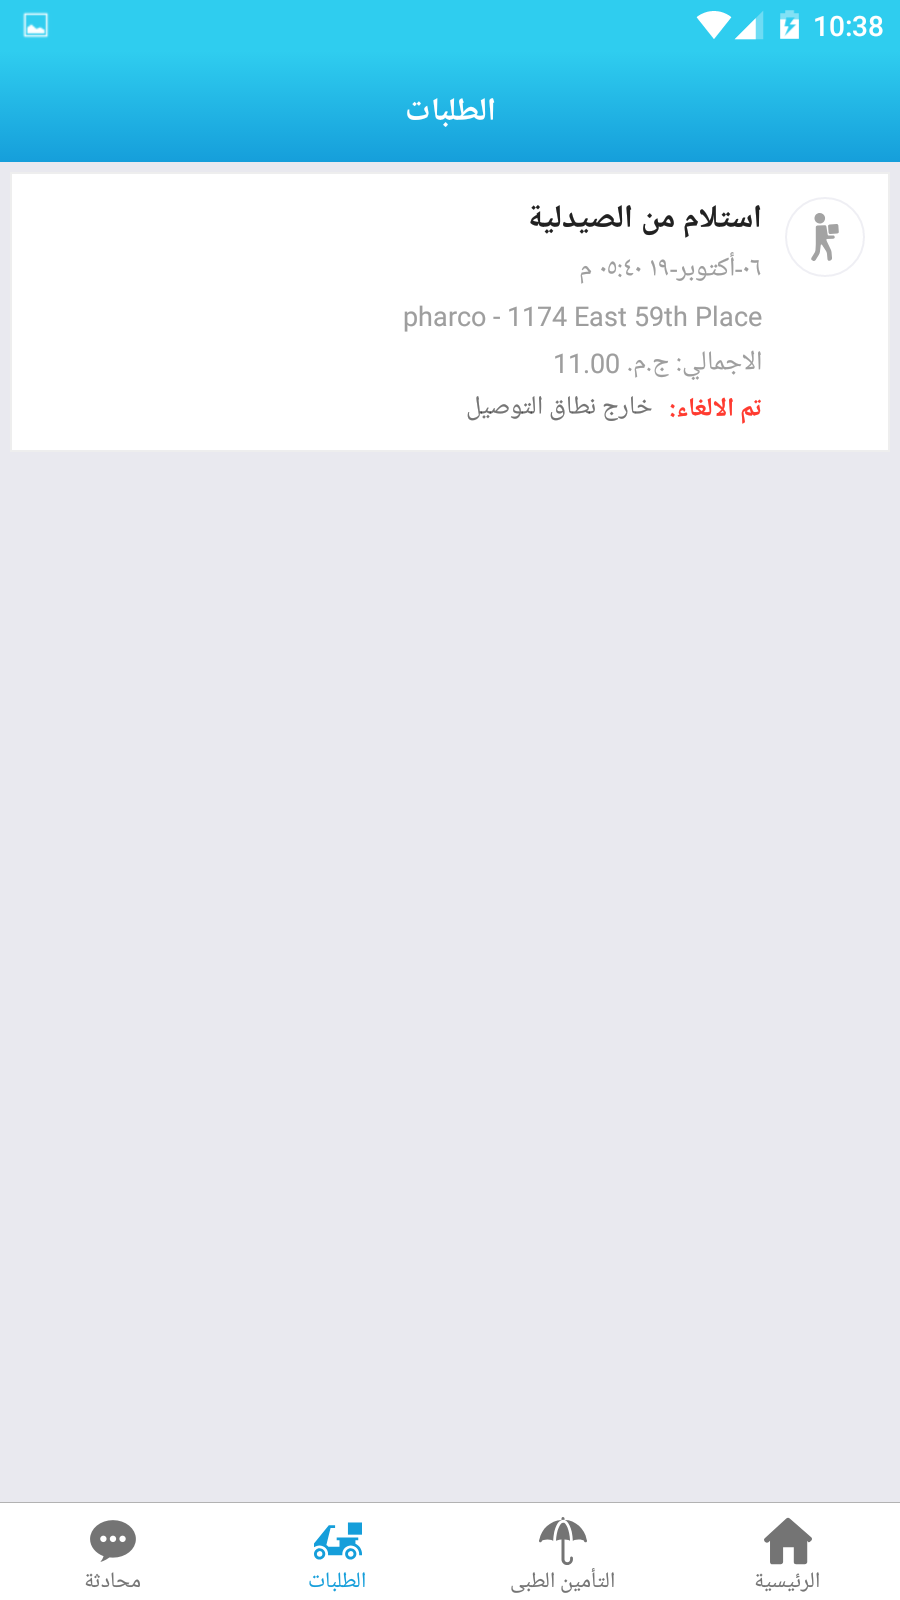 10:38
الطلبات
استلام من الصيدلية
٠٦-أكتوبر-١٩ ٠٥:٤٠ م
pharco - 1174 East 59th Place
الاجمالي: ج.م. 11.00
تم الالغاء: خارج نطاق التوصيل
الرئيسية
التأمين الطبى
الطلبات
محادثة